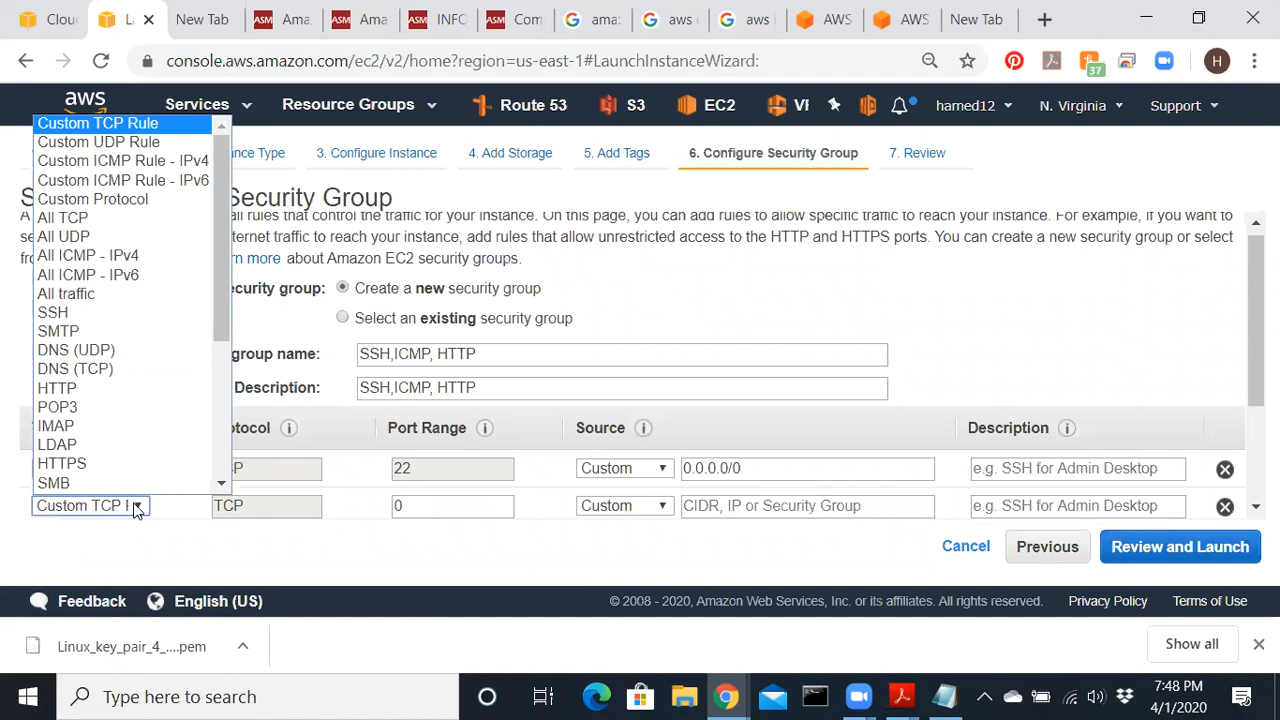 Clou
La
New Tab
ASM
Ama
ASM
Ama
ASM
INFC
ASM
Com
amaz
aws c
aws i
AWS
AWS
New Tab
console.aws.amazon.com/ec2/v2/home?region=us-east-1#LaunchInstanceWizard:
37
H
aws
Services
Resource Groups
Route 53
S3
EC2
hamed12
N. Virginia
Support
nce Type
3. Configure Instance
4. Add Storage
5. Add Tags
6. Configure Security Group
7. Review
Custom TCP Rule
Custom UDP Rule
Custom ICMP Rule - IPv4
Custom ICMP Rule - IPv6
Custom Protocol
All TCP
All UDP
All ICMP - IPv4
All ICMP - IPv6
All traffic
SSH
SMTP
DNS (UDP)
DNS (TCP)
HTTP
POP3
IMAP
LDAP
HTTPS
SMB
Security Group
all rules that control the traffic for your instance. On this page, you can add rules to allow specific traffic to reach your instance. For example, if you want to
nternet traffic to reach your instance, add rules that allow unrestricted access to the HTTP and HTTPS ports. You can create a new security group or select
rn more about Amazon EC2 security groups.
ecurity group:
Create a new security group
Select an existing security group
group name:
SSH,ICMP, HTTP
Description:
SSH,ICMP, HTTP
otocol
Port Range
Source
Description
22
Custom
0.0.0.0/0
e.g. SSH for Admin Desktop
Custom TCP
TCP
0
Custom
CIDR, IP or Security Group
e.g. SSH for Admin Desktop
Cancel
Previous
Review and Launch
Feedback
English (US)
© 2008 - 2020, Amazon Web Services, Inc. or its affiliates. All rights reserved.
Privacy Policy
Terms of Use
Linux_key_pair_4_....pem
Show all
Type here to search
7:48 PM
4/1/2020